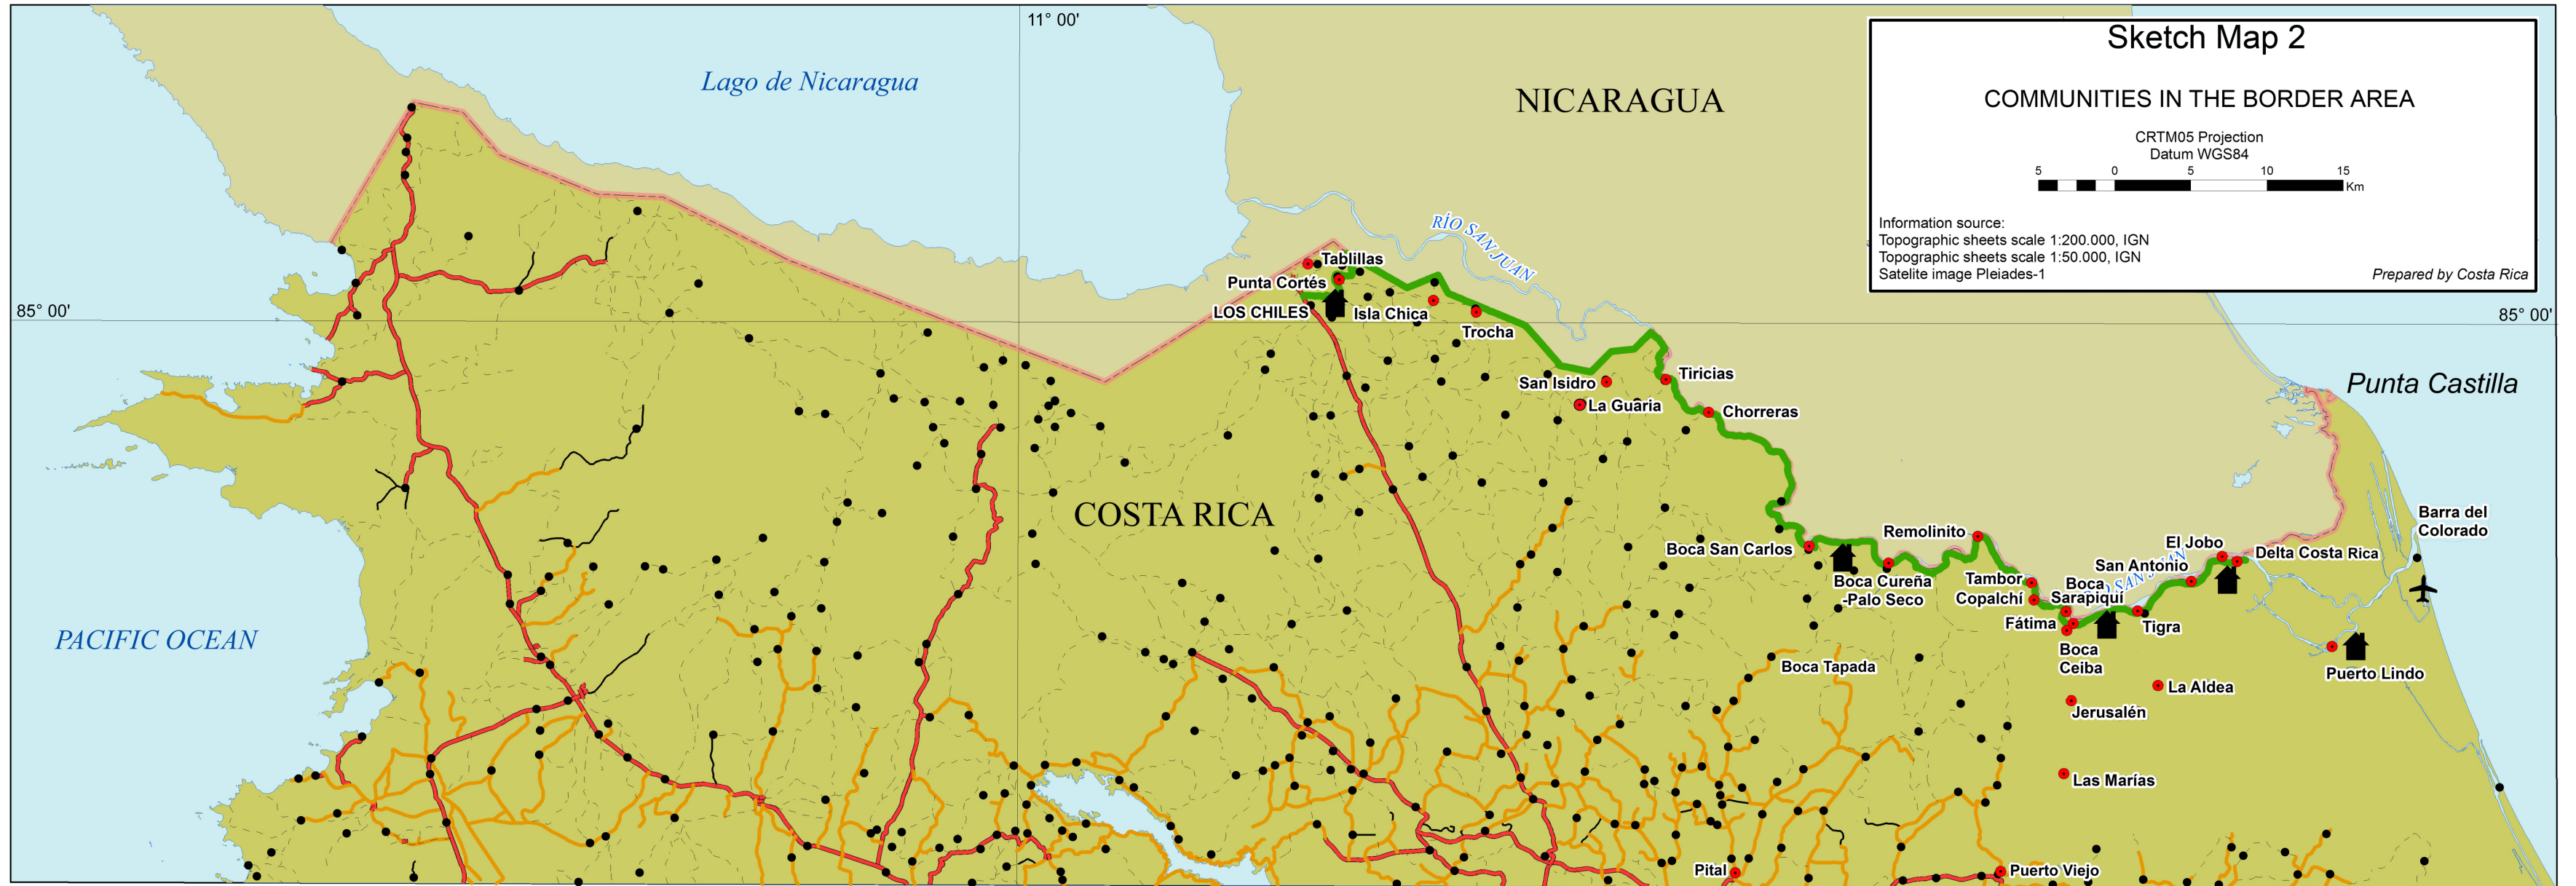 11° 00'
Sketch Map 2
COMMUNITIES IN THE BORDER AREA
CRTM05 Projection
Datum WGS84
5 0 5 10 15
Km
Information source:
Topographic sheets scale 1:200.000, IGN
Topographic sheets scale 1:50.000, IGN
Satelite image Pleiades-1
Prepared by Costa Rica
Lago de Nicaragua
NICARAGUA
RÍO SAN JUAN
Tablillas
Punta Cortés
LOS CHILES
Isla Chica
Trocha
85° 00'
85° 00'
San Isidro
La Guaria
Tiricias
Chorreras
Punta Castilla
COSTA RICA
Barra del
Colorado
Remolinito
Boca San Carlos
El Jobo
Delta Costa Rica
San Antonio
SAN JUAN
Boca Cureña
-Palo Seco
Tambor
Copalchí
Boca
Sarapiquí
Fátima
Tigra
Boca
Ceiba
PACIFIC OCEAN
Boca Tapada
Puerto Lindo
La Aldea
Jerusalén
Las Marías
Pital
Puerto Viejo